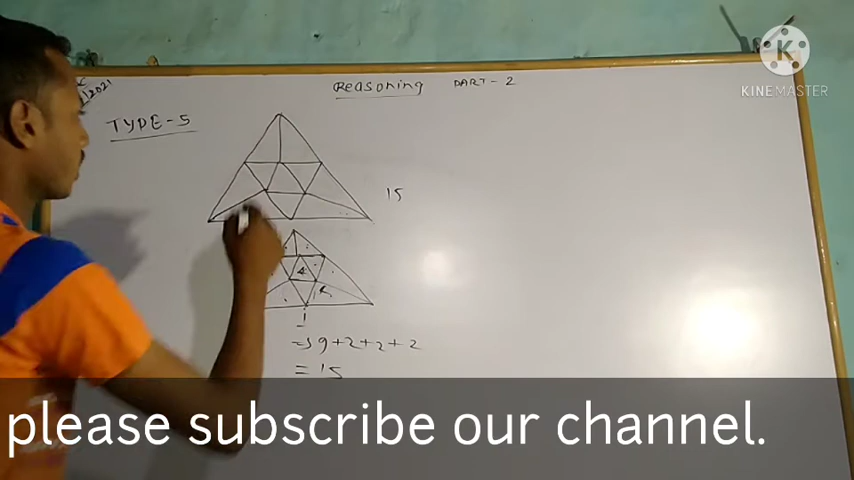 Reasoning PART-2
KINEMASTER
TYPE-5
15
4
=> 9+2+2+2
= 15
please subscribe our channel.